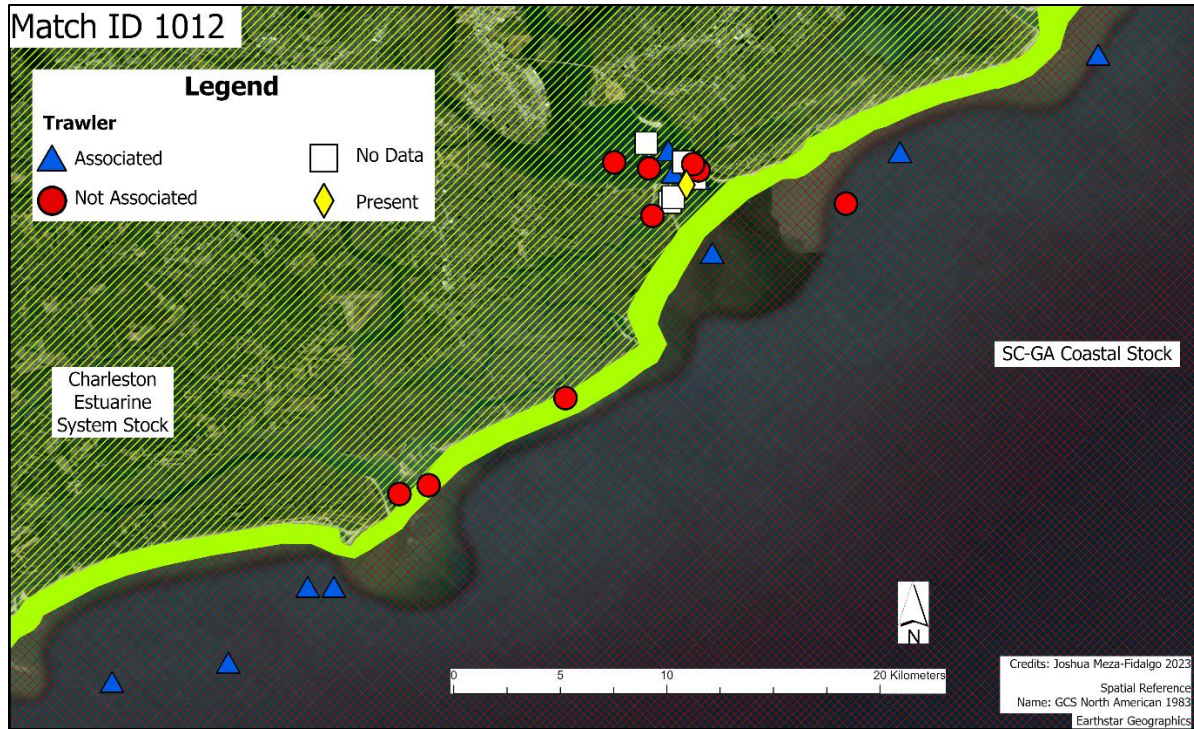 Match ID 1012
Legend
Trawler
Associated
No Data
Not Associated
Present
Charleston
Estuarine
System Stock
SC-GA Coastal Stock
N
0 5 10 20 Kilometers
Credits: Joshua Meza-Fidalgo 2023
Spatial Reference
Name: GCS North American 1983
Earthstar Geographics